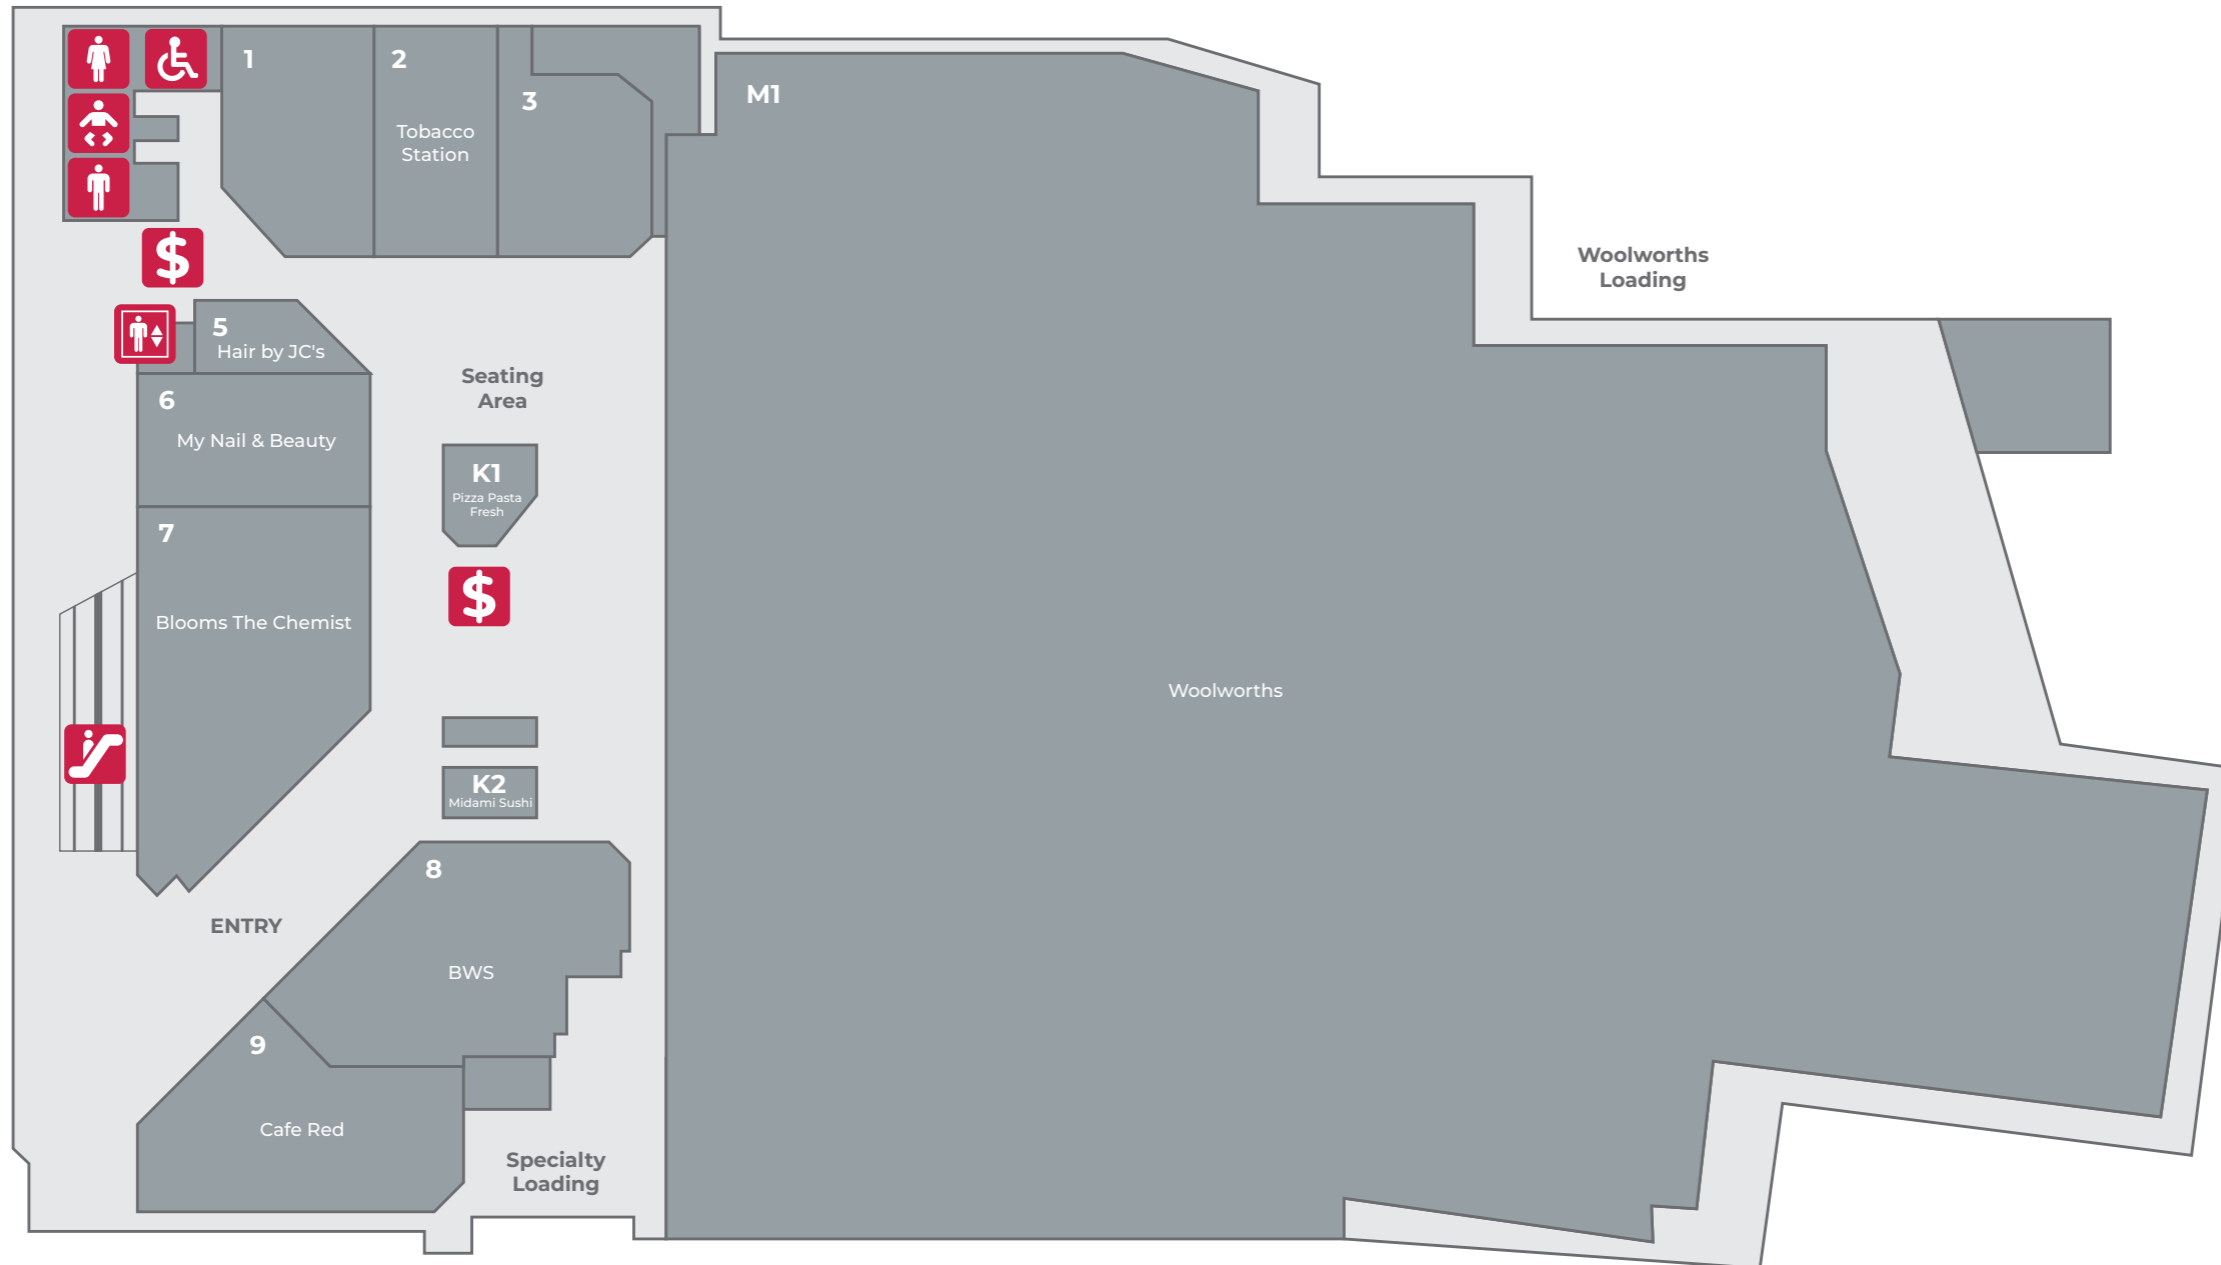 1
2
Tobacco
Station
3
M1
Woolworths
Loading
5
Hair by JC's
Seating
Area
6
My Nail & Beauty
K1
Pizza Pasta
Fresh
7
$
$
Blooms The Chemist
Woolworths
K2
Midami Sushi
8
ENTRY
BWS
9
Cafe Red
Specialty
Loading